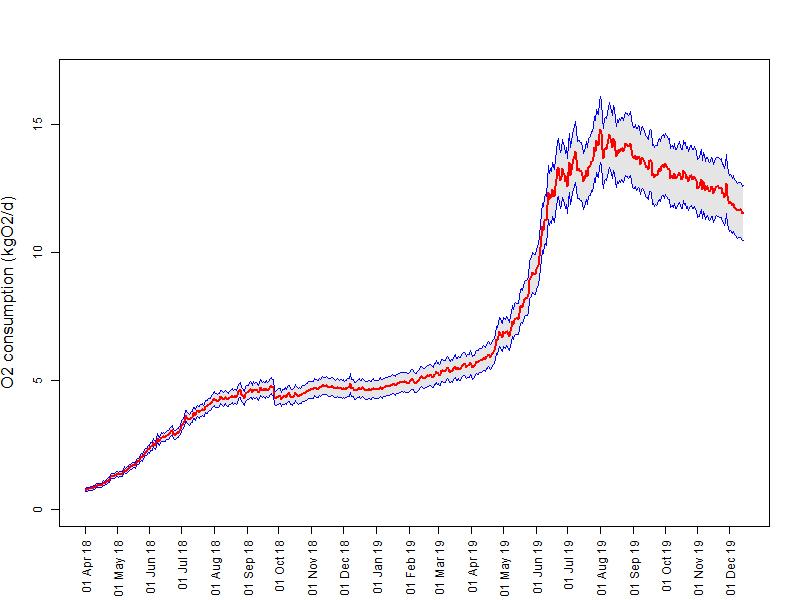 O2 consumption (kgO2/d)
15
10
5
0
01 Apr 18
01 May 18
01 Jun 18
01 Jul 18
01 Aug 18
01 Sep 18
01 Oct 18
01 Nov 18
01 Dec 18
01 Jan 19
01 Feb 19
01 Mar 19
01 Apr 19
01 May 19
01 Jun 19
01 Jul 19
01 Aug 19
01 Sep 19
01 Oct 19
01 Nov 19
01 Dec 19